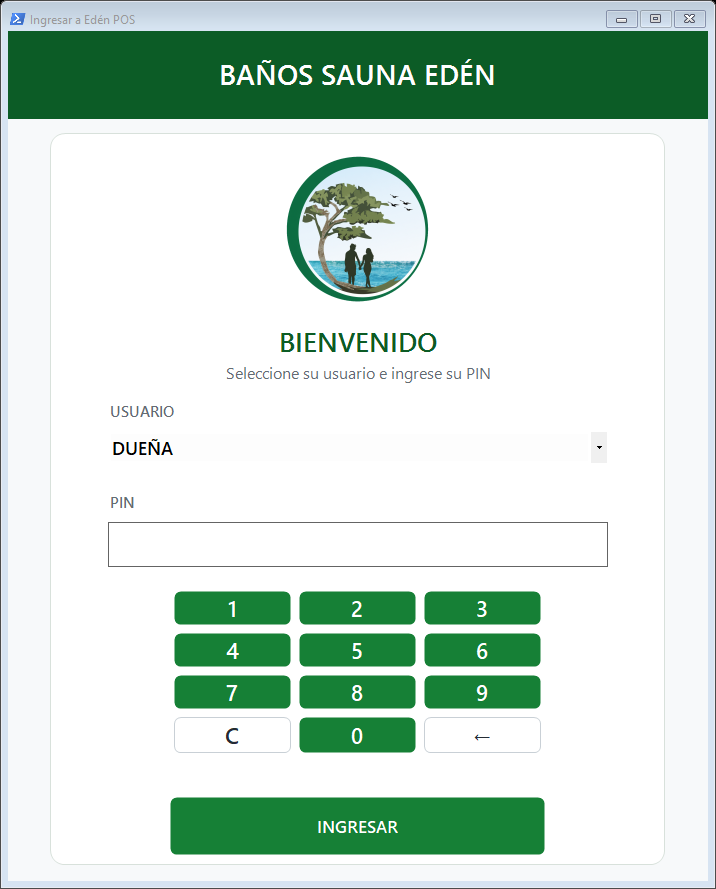 Ingresar a Edén POS
BAÑOS SAUNA EDÉN
BIENVENIDO
Seleccione su usuario e ingrese su PIN
USUARIO
DUEÑA
PIN
1 2 3
4 5 6
7 8 9
C 0 ←
INGRESAR